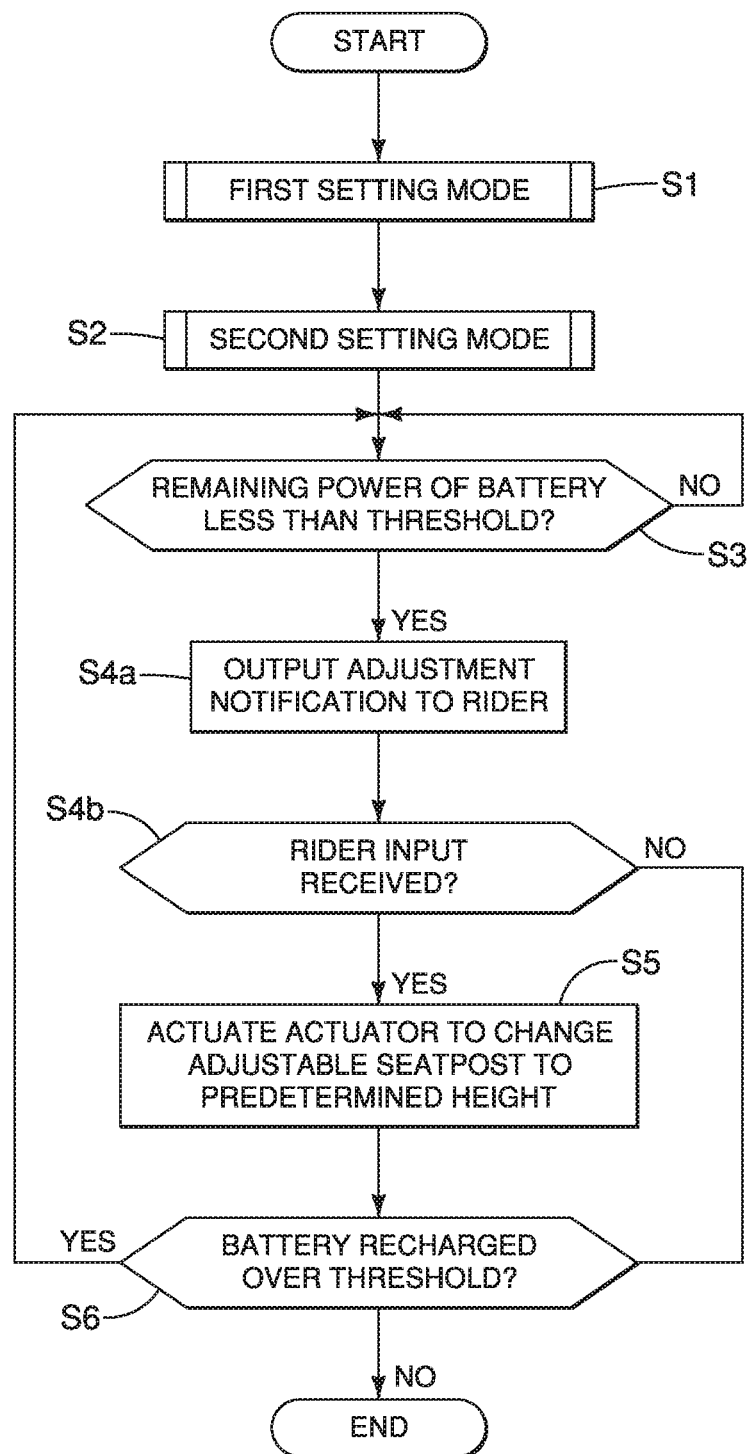 START
FIRST SETTING MODE
S1
S2
SECOND SETTING MODE
REMAINING POWER OF BATTERY
LESS THAN THRESHOLD?
NO
S3
YES
S4a
OUTPUT ADJUSTMENT
NOTIFICATION TO RIDER
S4b
RIDER INPUT
RECEIVED?
NO
YES
S5
ACTUATE ACTUATOR TO CHANGE
ADJUSTABLE SEATPOST TO
PREDETERMINED HEIGHT
YES
BATTERY RECHARGED
OVER THRESHOLD?
S6
NO
END